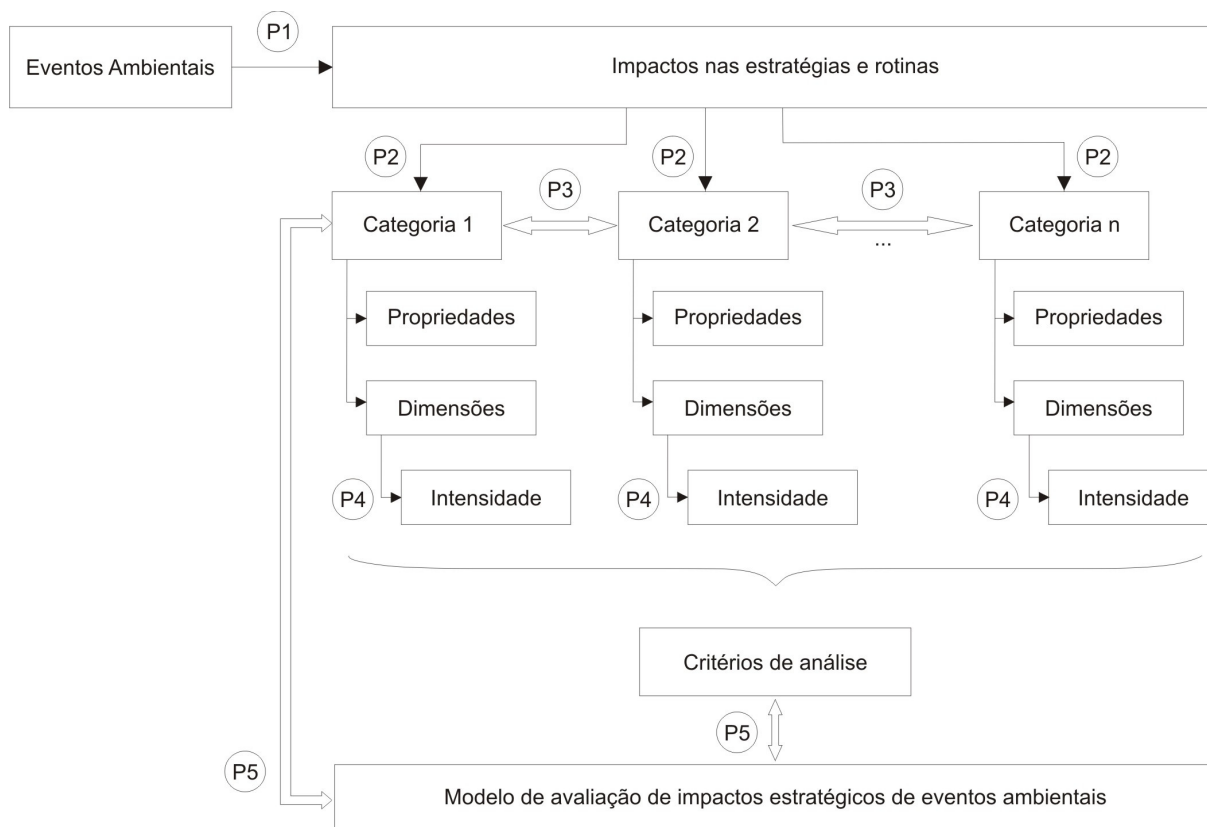 P1
Eventos Ambientais
Impactos nas estratégias e rotinas
P2
P2
P2
P3
P3
Categoria 1
Categoria 2
...
Categoria n
Propriedades
Propriedades
Propriedades
Dimensões
Dimensões
Dimensões
P4
Intensidade
P4
Intensidade
P4
Intensidade
Critérios de análise
P5
P5
Modelo de avaliação de impactos estratégicos de eventos ambientais